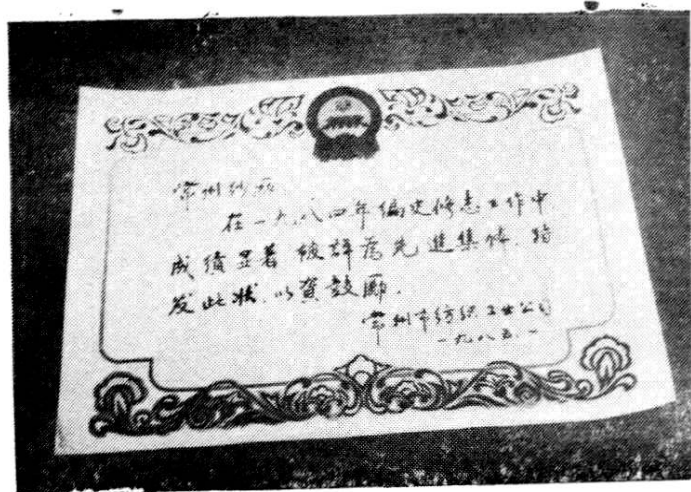 常州纱厂
在一九八四年编史修志工作中
成绩显著 被评为先进集体、特
发此状、以资鼓励.
常州市纺织工业公司
一九八五.一